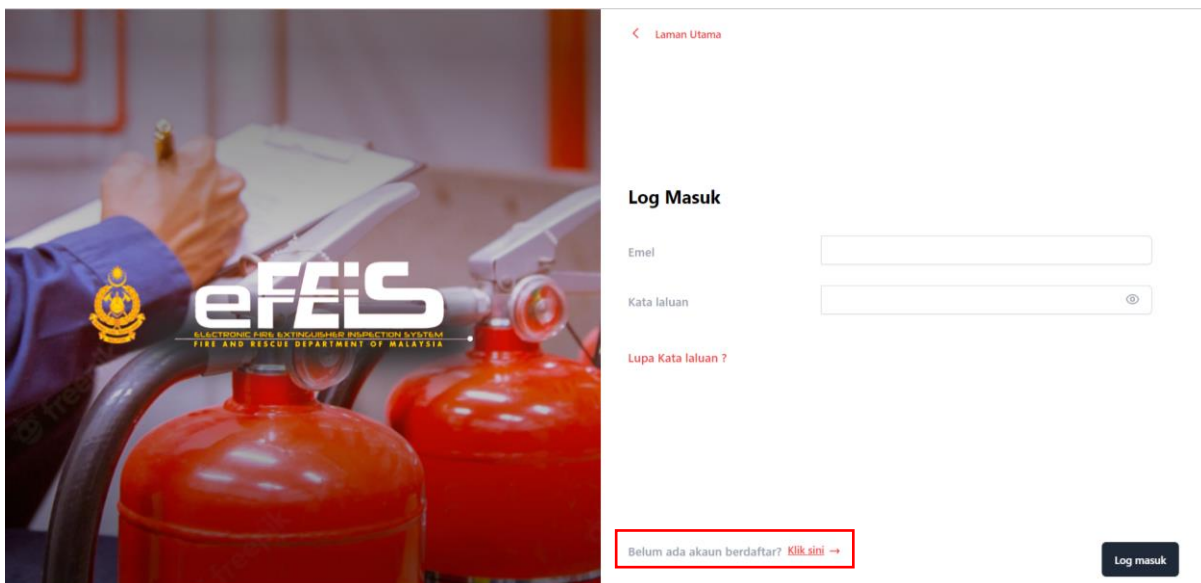 Laman Utama
Log Masuk
Emel
Kata laluan
Lupa Kata laluan ?
Belum ada akaun berdaftar? Klik sini →
Log masuk
eFEiS
ELECTRONIC FIRE EXTINGUISHER INSPECTION SYSTEM
FIRE AND RESCUE DEPARTMENT OF MALAYSIA